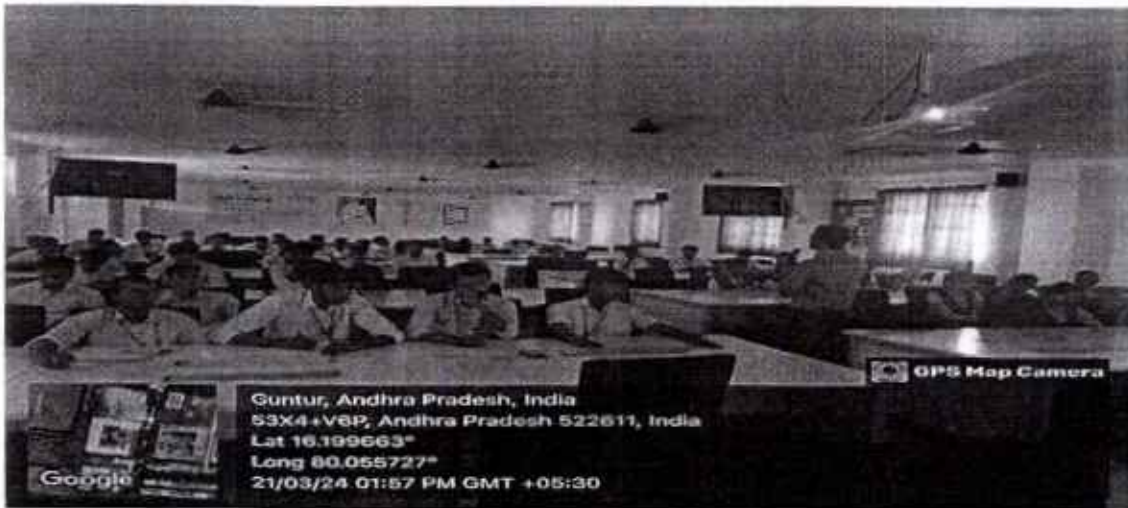 GPS Map Camera
Guntur, Andhra Pradesh, India
53X4+V6P, Andhra Pradesh 522611, India
Lat 16.199663°
Long 80.055727°
21/03/24 01:57 PM GMT +05:30
Google